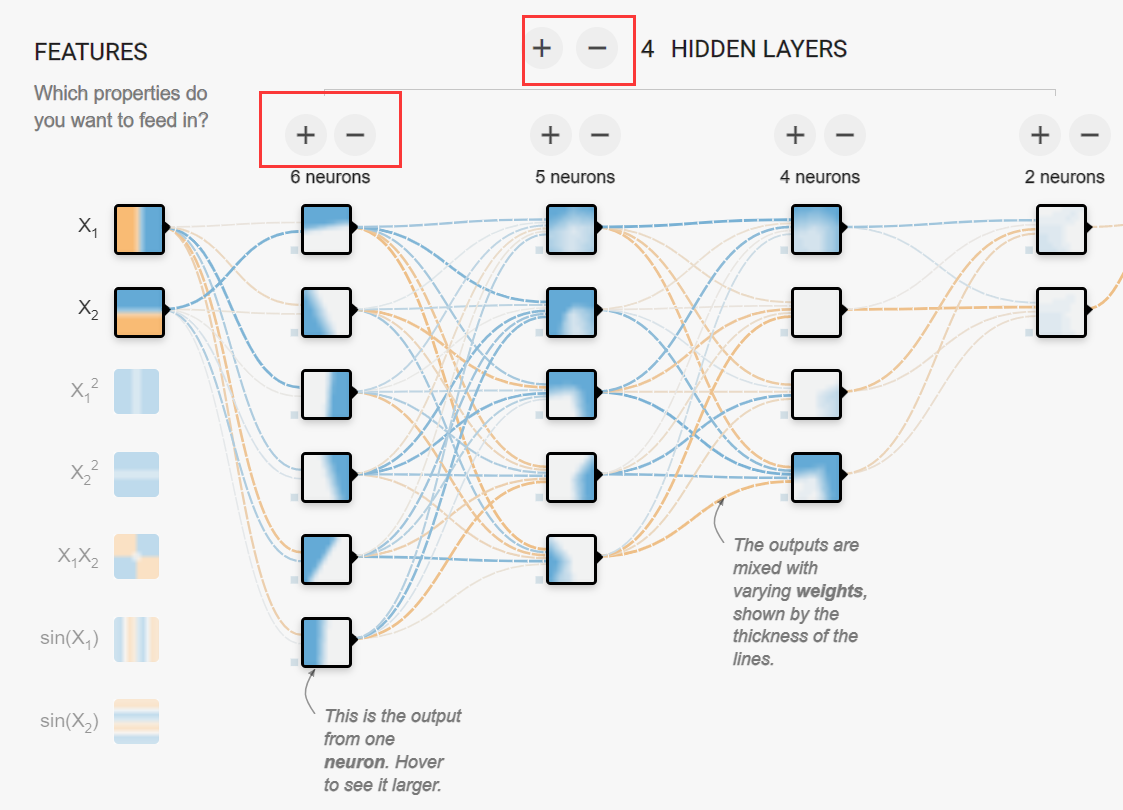 FEATURES
Which properties do
you want to feed in?
+ − 4 HIDDEN LAYERS
+ − + − + − + −
6 neurons 5 neurons 4 neurons 2 neurons
X₁
X₂
X₁²
X₂²
X₁X₂
sin(X₁)
sin(X₂)
The outputs are
mixed with
varying weights,
shown by the
thickness of the
lines.
This is the output
from one
neuron. Hover
to see it larger.